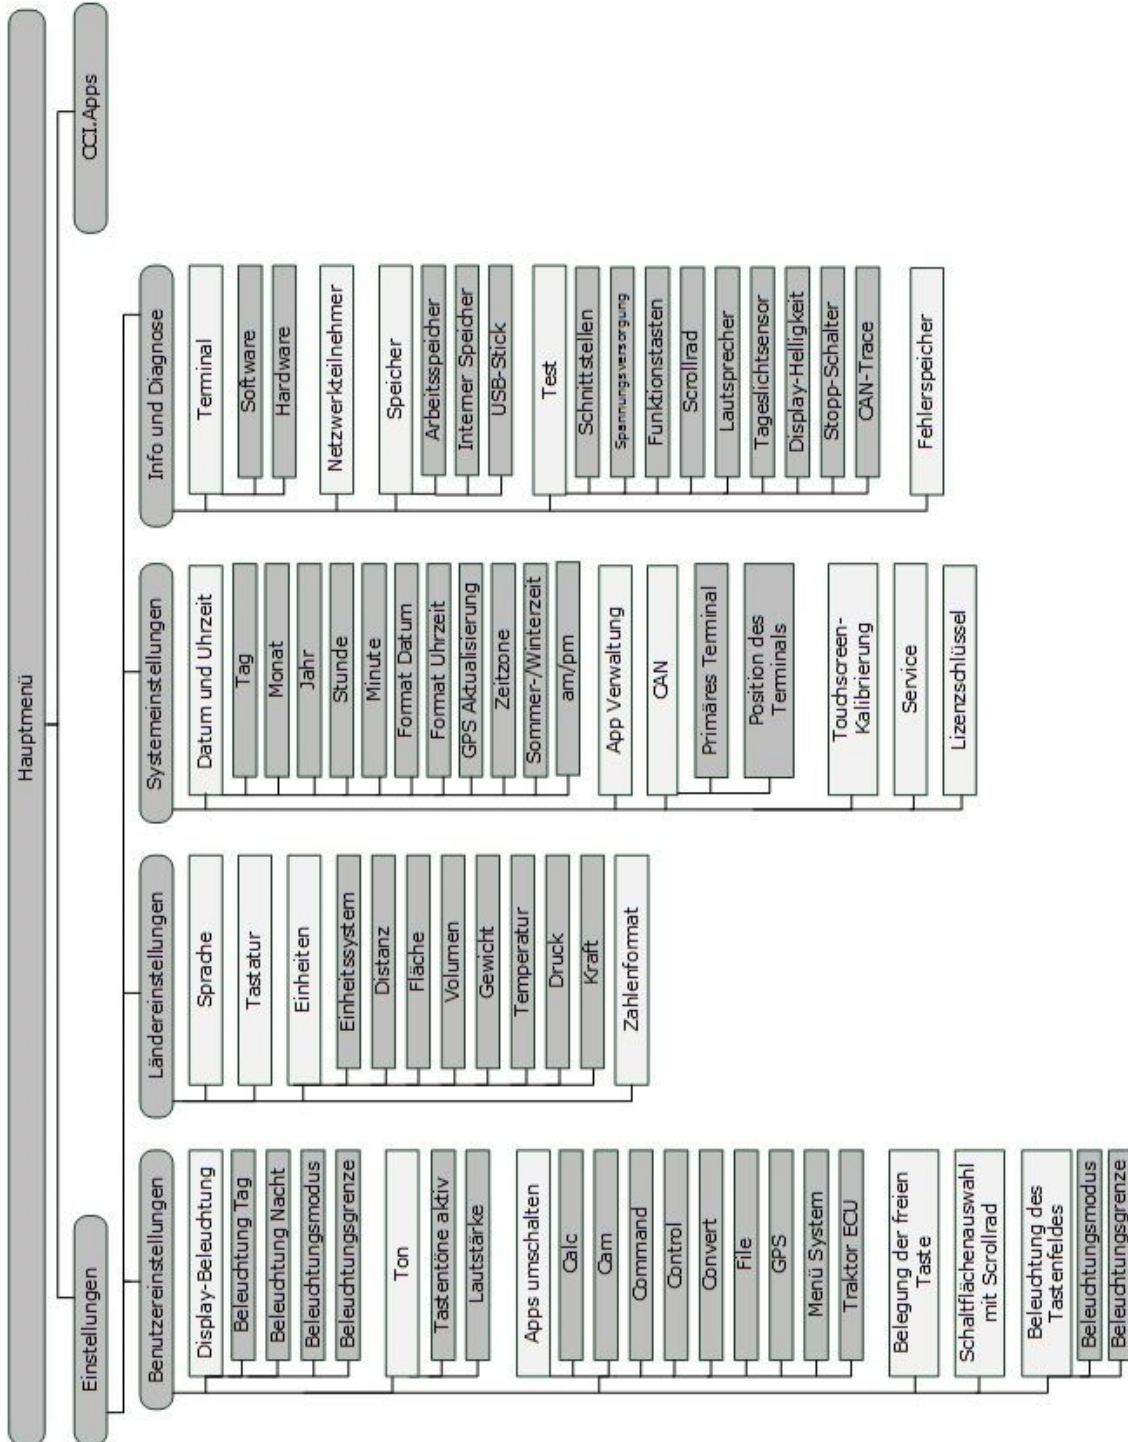 Hauptmenü
Einstellungen
CCI.Apps
Benutzereinstellungen
Display-Beleuchtung
Beleuchtung Tag
Beleuchtung Nacht
Beleuchtungsmodus
Beleuchtungsgrenze
Ton
Tastentöne aktiv
Lautstärke
Apps umschalten
Calc
Cam
Command
Control
Convert
File
GPS
Menü System
Traktor ECU
Belegung der freien
Taste
Schaltflächenauswahl
mit Scrollrad
Beleuchtung des
Tastenfeldes
Beleuchtungsmodus
Beleuchtungsgrenze
Ländereinstellungen
Sprache
Tastatur
Einheiten
Einheitssystem
Distanz
Fläche
Volumen
Gewicht
Temperatur
Druck
Kraft
Zahlenformat
Systemeinstellungen
Datum und Uhrzeit
Tag
Monat
Jahr
Stunde
Minute
Format Datum
Format Uhrzeit
GPS Aktualisierung
Zeitzone
Sommer-/Winterzeit
am/pm
App Verwaltung
CAN
Primäres Terminal
Position des
Terminals
Touchscreen-
Kalibrierung
Service
Lizenzschlüssel
Info und Diagnose
Terminal
Software
Hardware
Netzwerkteilnehmer
Speicher
Arbeitsspeicher
Interner Speicher
USB-Stick
Test
Schnittstellen
Spannungsversorgung
Funktionstasten
Scrollrad
Lautsprecher
Tageslichtsensor
Display-Helligkeit
Stopp-Schalter
CAN-Trace
Fehlerspeicher